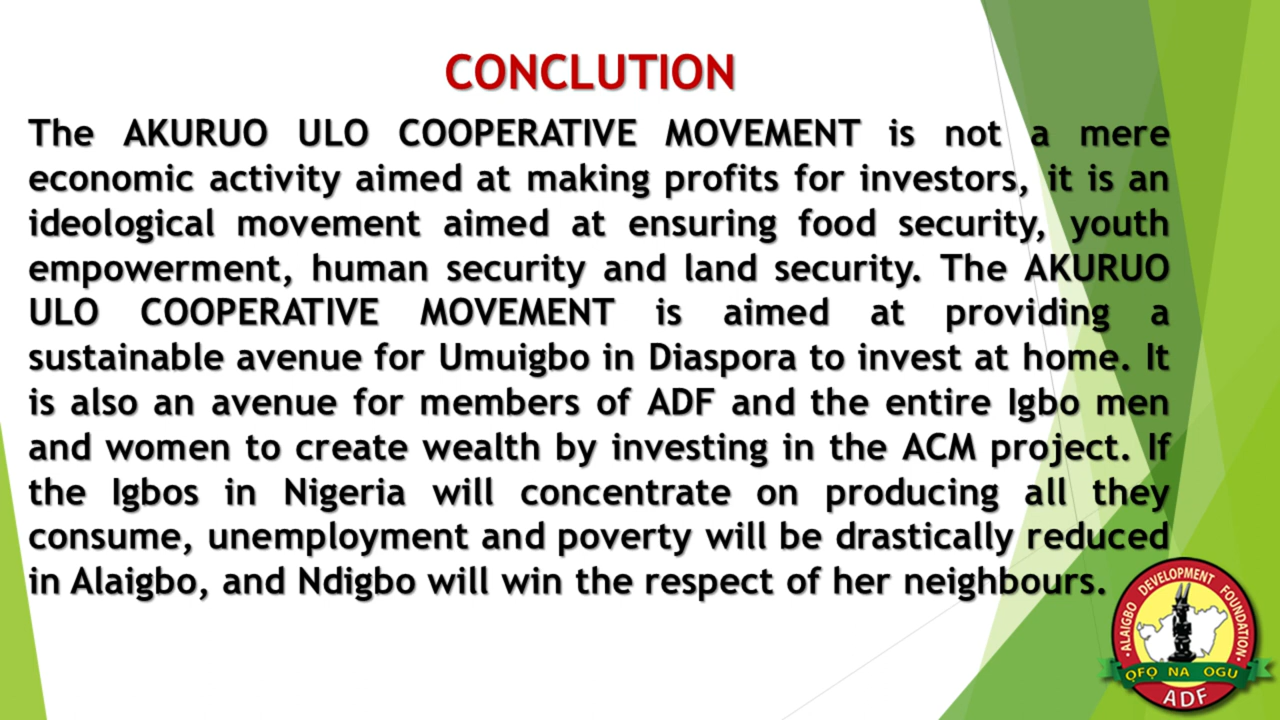 CONCLUTION
The AKURUO ULO COOPERATIVE MOVEMENT is not a mere
economic activity aimed at making profits for investors, it is an
ideological movement aimed at ensuring food security, youth
empowerment, human security and land security. The AKURUO
ULO COOPERATIVE MOVEMENT is aimed at providing a
sustainable avenue for Umuigbo in Diaspora to invest at home. It
is also an avenue for members of ADF and the entire Igbo men
and women to create wealth by investing in the ACM project. If
the Igbos in Nigeria will concentrate on producing all they
consume, unemployment and poverty will be drastically reduced
in Alaigbo, and Ndigbo will win the respect of her neighbours.
·ALAIGBO DEVELOPMENT FOUNDATION·
ỌFỌ NA OGU
ADF